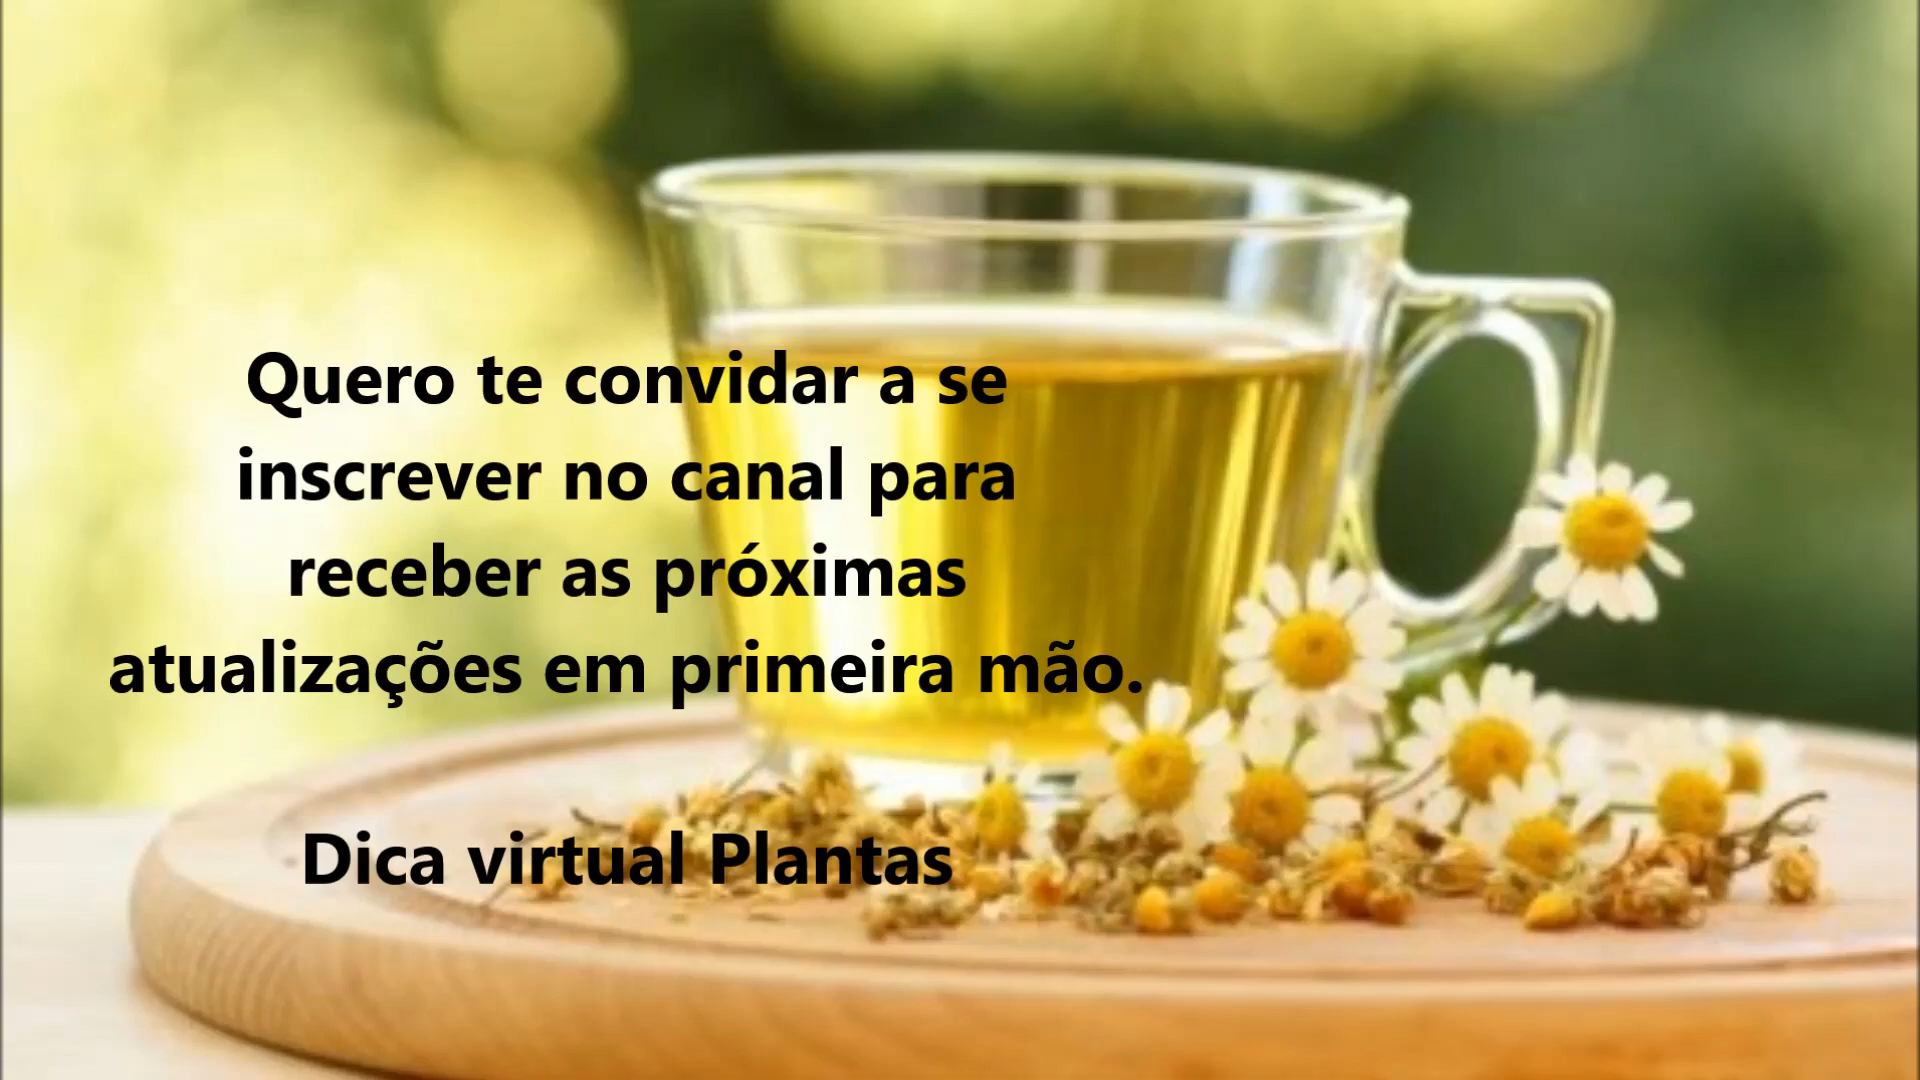 Quero te convidar a se
inscrever no canal para
receber as próximas
atualizações em primeira mão.
Dica virtual Plantas